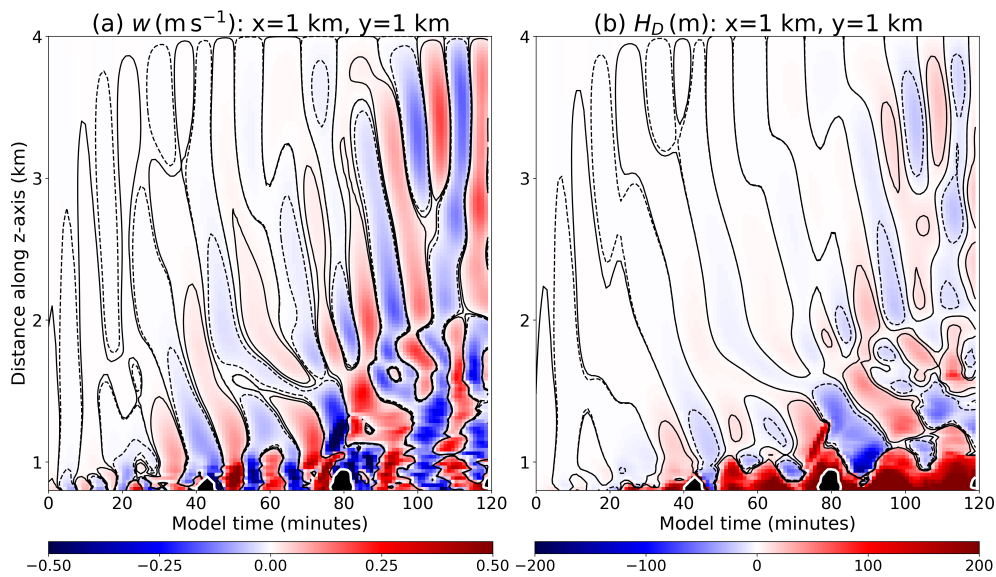 (a) w (m s⁻¹): x=1 km, y=1 km
(b) H_D (m): x=1 km, y=1 km
Distance along z-axis (km)
4
3
2
1
4
3
2
1
0 20 40 60 80 100 120
0 20 40 60 80 100 120
Model time (minutes)
Model time (minutes)
−0.50 −0.25 0.00 0.25 0.50
−200 −100 0 100 200